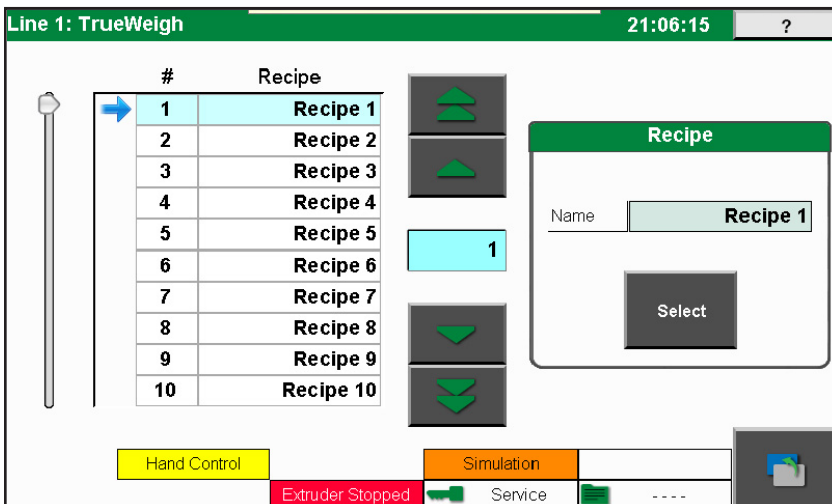 Line 1: TrueWeigh 21:06:15 ?
# Recipe
1 Recipe 1
2 Recipe 2
3 Recipe 3
4 Recipe 4
5 Recipe 5
6 Recipe 6
7 Recipe 7
8 Recipe 8
9 Recipe 9
10 Recipe 10
1
Recipe
Name Recipe 1
Select
Hand Control Simulation
Extruder Stopped Service ----